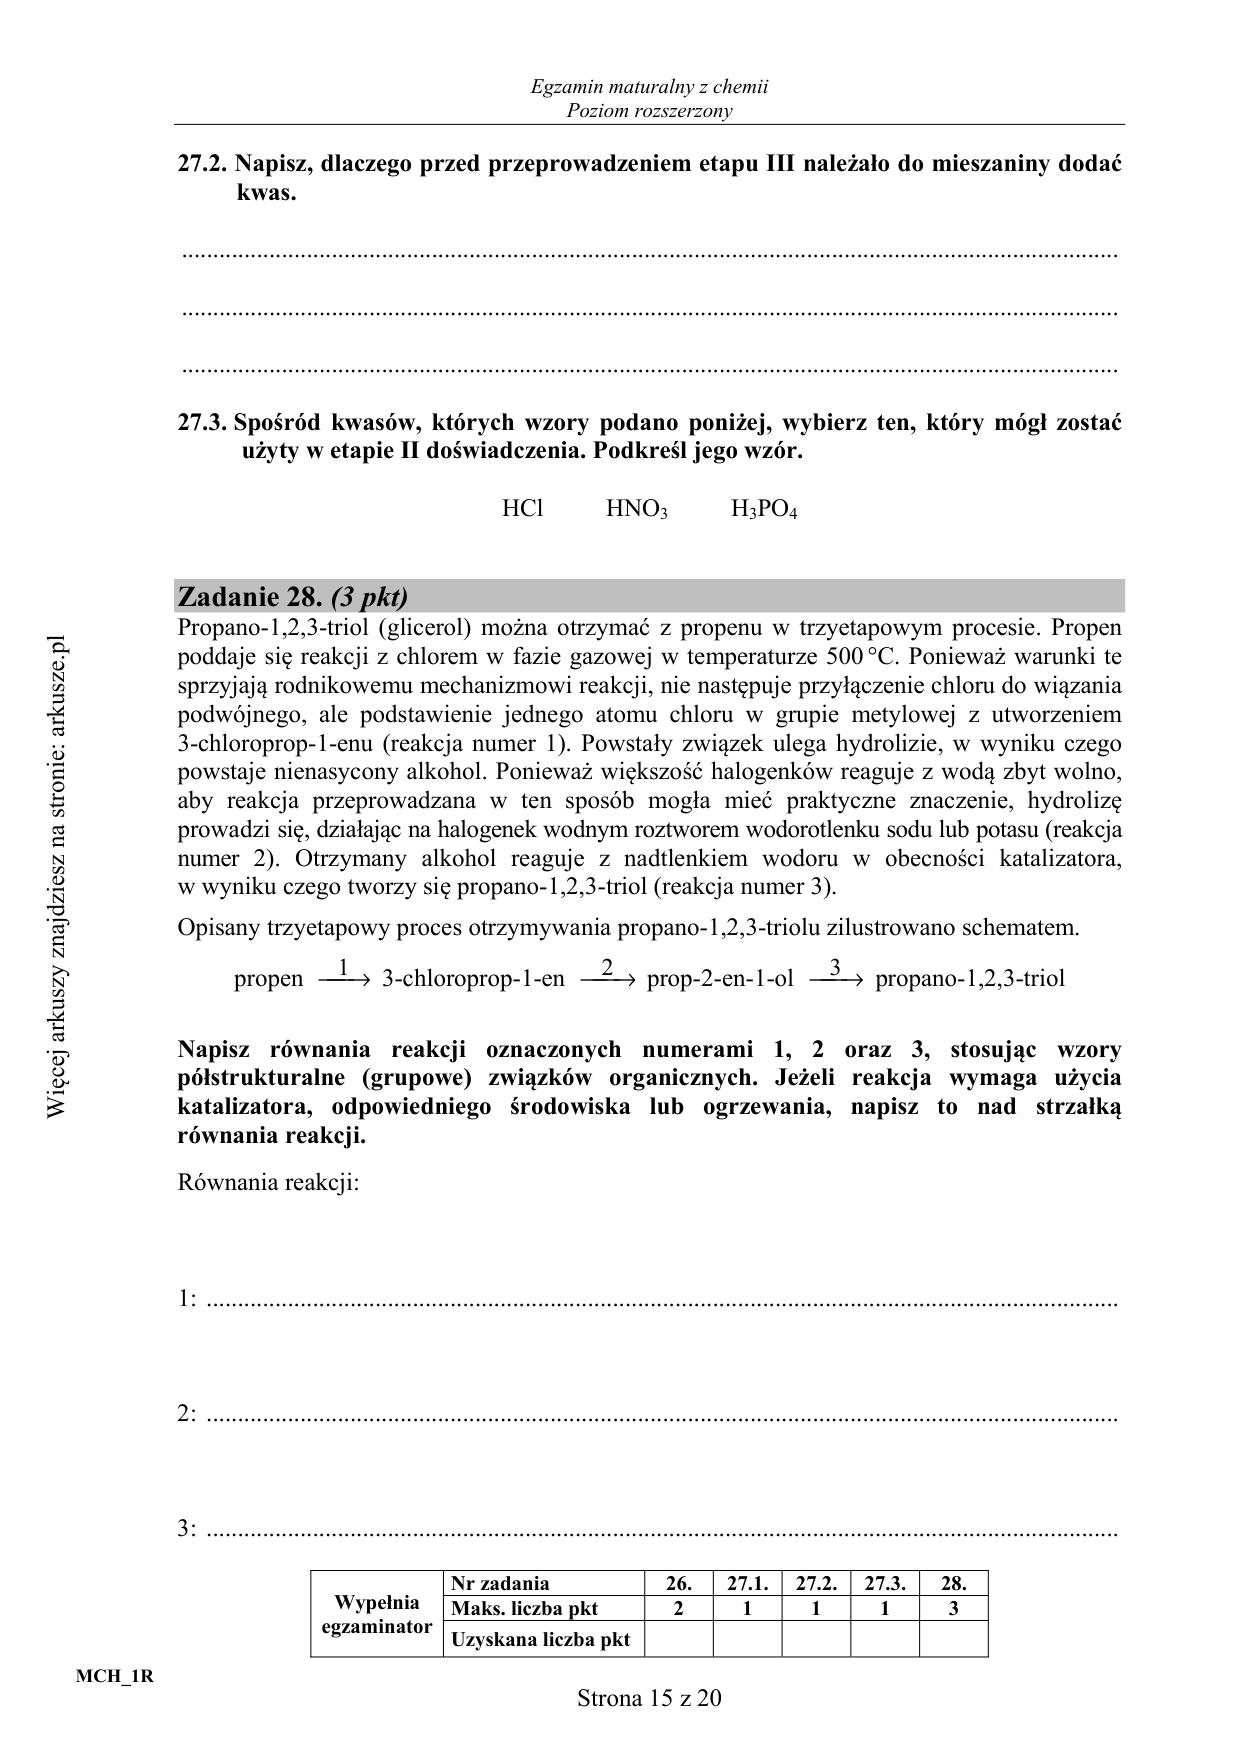 Egzamin maturalny z chemii
Poziom rozszerzony
27.2. Napisz, dlaczego przed przeprowadzeniem etapu III należało do mieszaniny dodać
kwas.
................................................................................
................................................................................
................................................................................
27.3. Spośród kwasów, których wzory podano poniżej, wybierz ten, który mógł zostać
użyty w etapie II doświadczenia. Podkreśl jego wzór.
HCl HNO₃ H₃PO₄
Zadanie 28. (3 pkt)
Propano-1,2,3-triol (glicerol) można otrzymać z propenu w trzyetapowym procesie. Propen
poddaje się reakcji z chlorem w fazie gazowej w temperaturze 500 °C. Ponieważ warunki te
sprzyjają rodnikowemu mechanizmowi reakcji, nie następuje przyłączenie chloru do wiązania
podwójnego, ale podstawienie jednego atomu chloru w grupie metylowej z utworzeniem
3-chloroprop-1-enu (reakcja numer 1). Powstały związek ulega hydrolizie, w wyniku czego
powstaje nienasycony alkohol. Ponieważ większość halogenków reaguje z wodą zbyt wolno,
aby reakcja przeprowadzana w ten sposób mogła mieć praktyczne znaczenie, hydrolizę
prowadzi się, działając na halogenek wodnym roztworem wodorotlenku sodu lub potasu (reakcja
numer 2). Otrzymany alkohol reaguje z nadtlenkiem wodoru w obecności katalizatora,
w wyniku czego tworzy się propano-1,2,3-triol (reakcja numer 3).
Opisany trzyetapowy proces otrzymywania propano-1,2,3-triolu zilustrowano schematem.
propen —1→ 3-chloroprop-1-en —2→ prop-2-en-1-ol —3→ propano-1,2,3-triol
Napisz równania reakcji oznaczonych numerami 1, 2 oraz 3, stosując wzory
półstrukturalne (grupowe) związków organicznych. Jeżeli reakcja wymaga użycia
katalizatora, odpowiedniego środowiska lub ogrzewania, napisz to nad strzałką
równania reakcji.
Równania reakcji:
1: ................................................................................
2: ................................................................................
3: ................................................................................
Wypełnia
egzaminator
Nr zadania 26. 27.1. 27.2. 27.3. 28.
Maks. liczba pkt 2 1 1 1 3
Uzyskana liczba pkt
MCH_1R
Strona 15 z 20
Więcej arkuszy znajdziesz na stronie: arkusze.pl